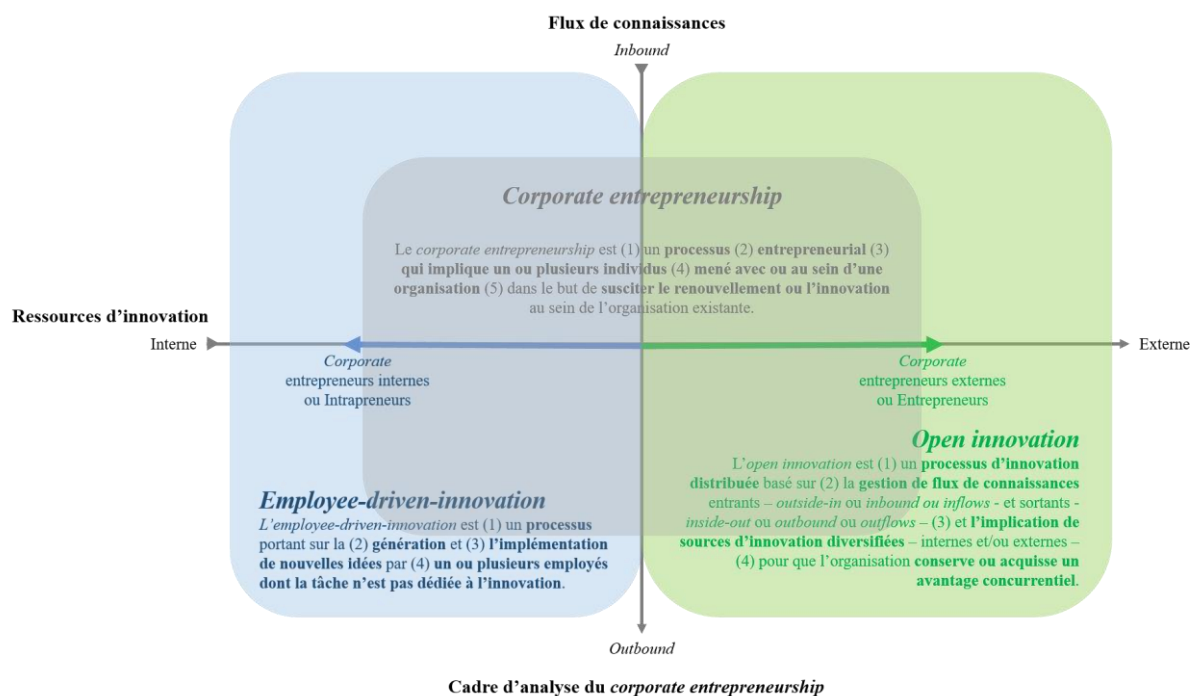 Flux de connaissances
Inbound
Corporate entrepreneurship
Le corporate entrepreneurship est (1) un processus (2) entrepreneurial (3)
qui implique un ou plusieurs individus (4) mené avec ou au sein d’une
organisation (5) dans le but de susciter le renouvellement ou l’innovation
au sein de l’organisation existante.
Ressources d’innovation
Interne
Externe
Corporate
entrepreneurs internes
ou Intrapreneurs
Corporate
entrepreneurs externes
ou Entrepreneurs
Employee-driven-innovation
L’employee-driven-innovation est (1) un processus
portant sur la (2) génération et (3) l’implémentation
de nouvelles idées par (4) un ou plusieurs employés
dont la tâche n’est pas dédiée à l’innovation.
Open innovation
L’open innovation est (1) un processus d’innovation
distribuée basé sur (2) la gestion de flux de connaissances
entrants – outside-in ou inbound ou inflows - et sortants -
inside-out ou outbound ou outflows – (3) et l’implication de
sources d’innovation diversifiées – internes et/ou externes –
(4) pour que l’organisation conserve ou acquisse un
avantage concurrentiel.
Outbound
Cadre d’analyse du corporate entrepreneurship